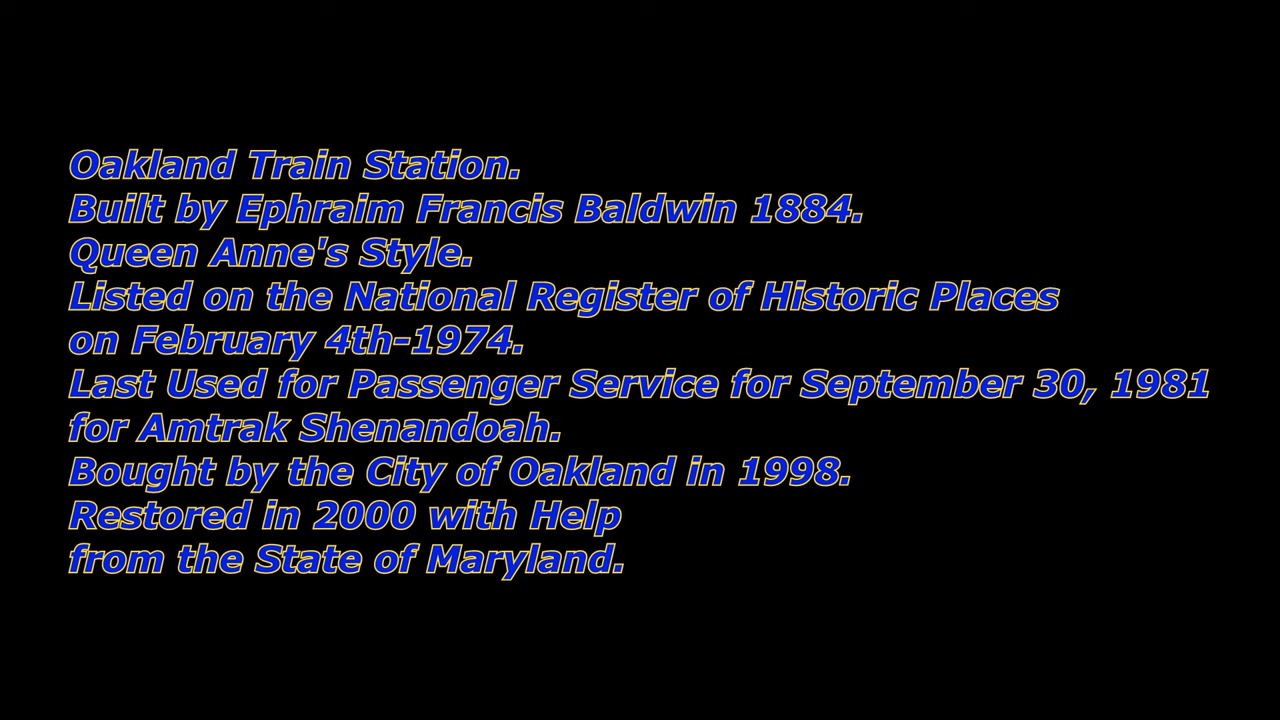 Oakland Train Station.
Built by Ephraim Francis Baldwin 1884.
Queen Anne's Style.
Listed on the National Register of Historic Places
on February 4th-1974.
Last Used for Passenger Service for September 30, 1981
for Amtrak Shenandoah.
Bought by the City of Oakland in 1998.
Restored in 2000 with Help
from the State of Maryland.